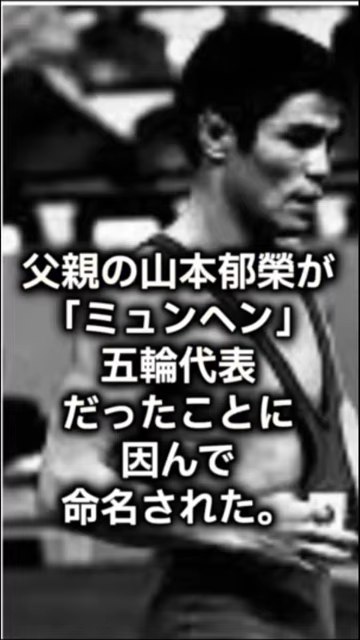 父親の山本郁榮が
「ミュンヘン」
五輪代表
だったことに
因んで
命名された。